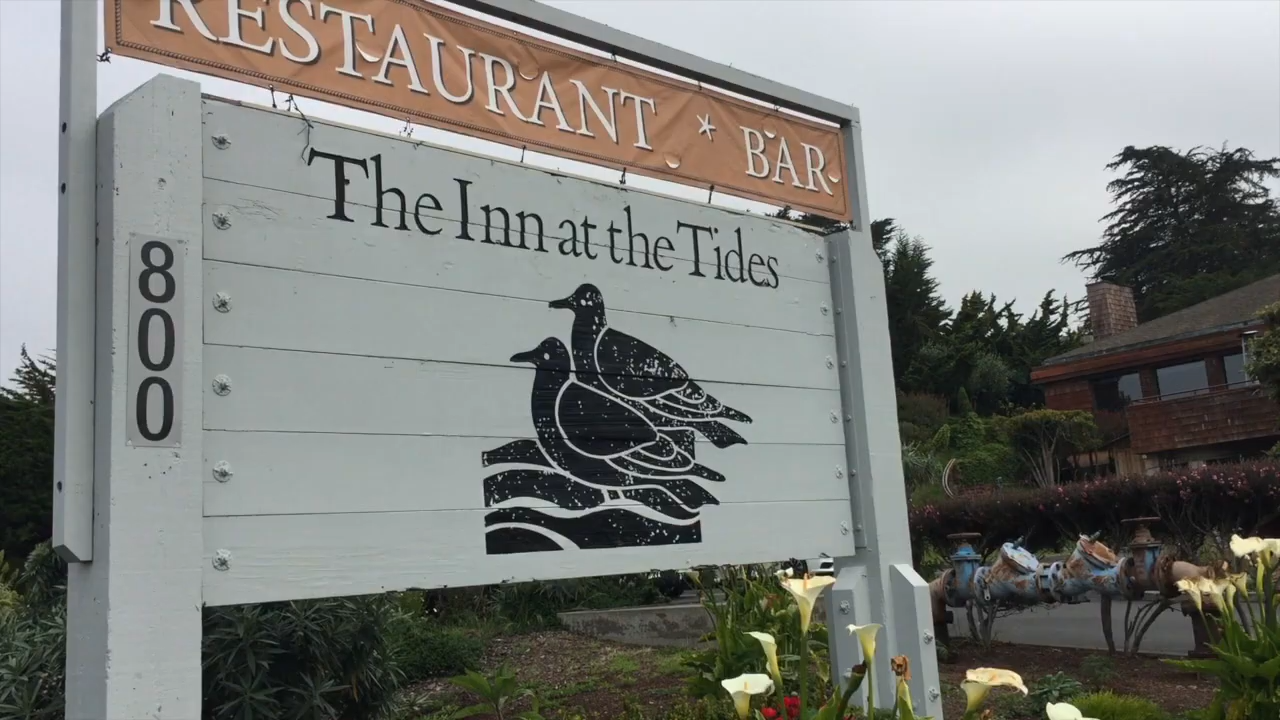 RESTAURANT * BAR
The Inn at the Tides
800